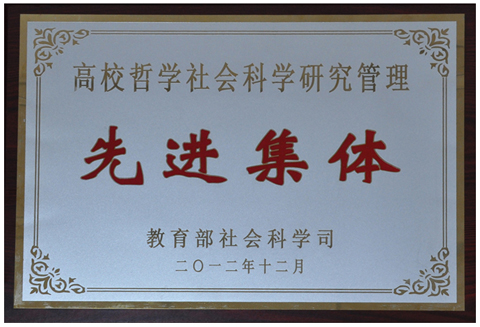 高校哲学社会科学研究管理
先进集体
教育部社会科学司
二〇一二年十二月